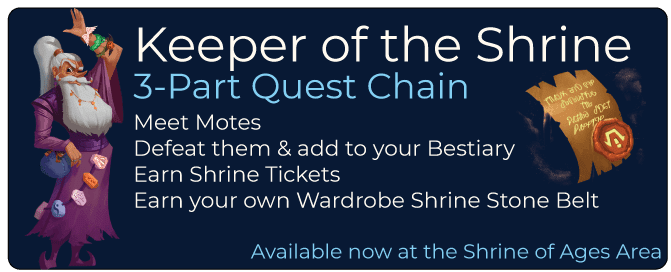 Keeper of the Shrine
3-Part Quest Chain
Meet Motes
Defeat them & add to your Bestiary
Earn Shrine Tickets
Earn your own Wardrobe Shrine Stone Belt
Available now at the Shrine of Ages Area